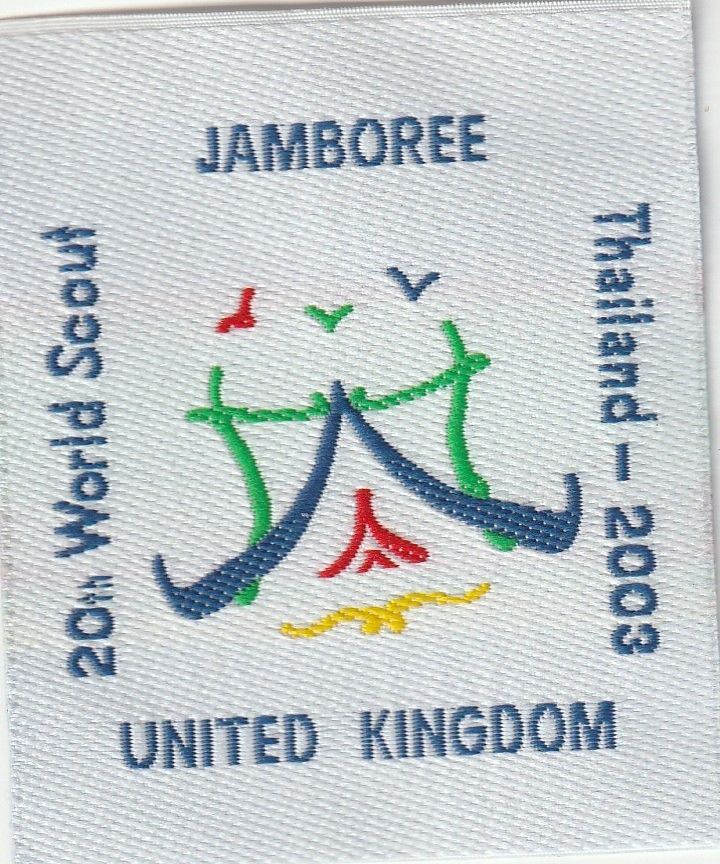 20th World Scout
JAMBOREE
Thailand - 2003
UNITED KINGDOM